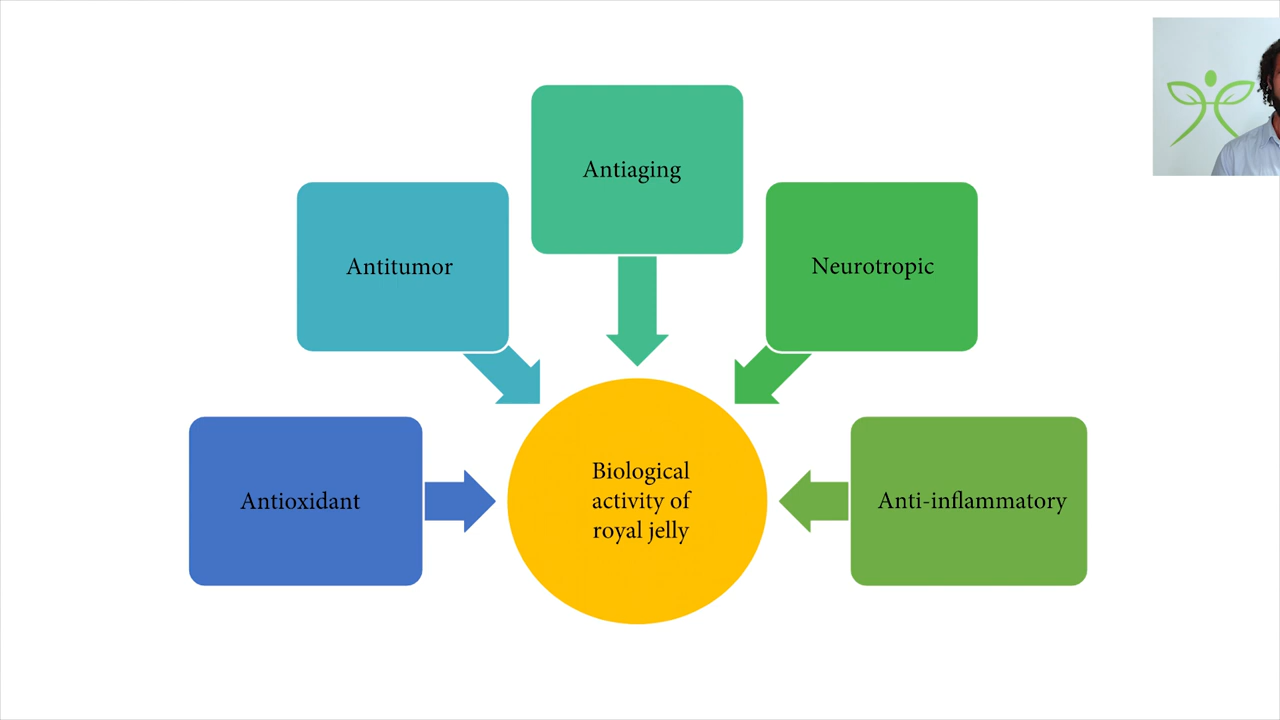 Antiaging
Antitumor
Neurotropic
Antioxidant
Biological
activity of
royal jelly
Anti-inflammatory